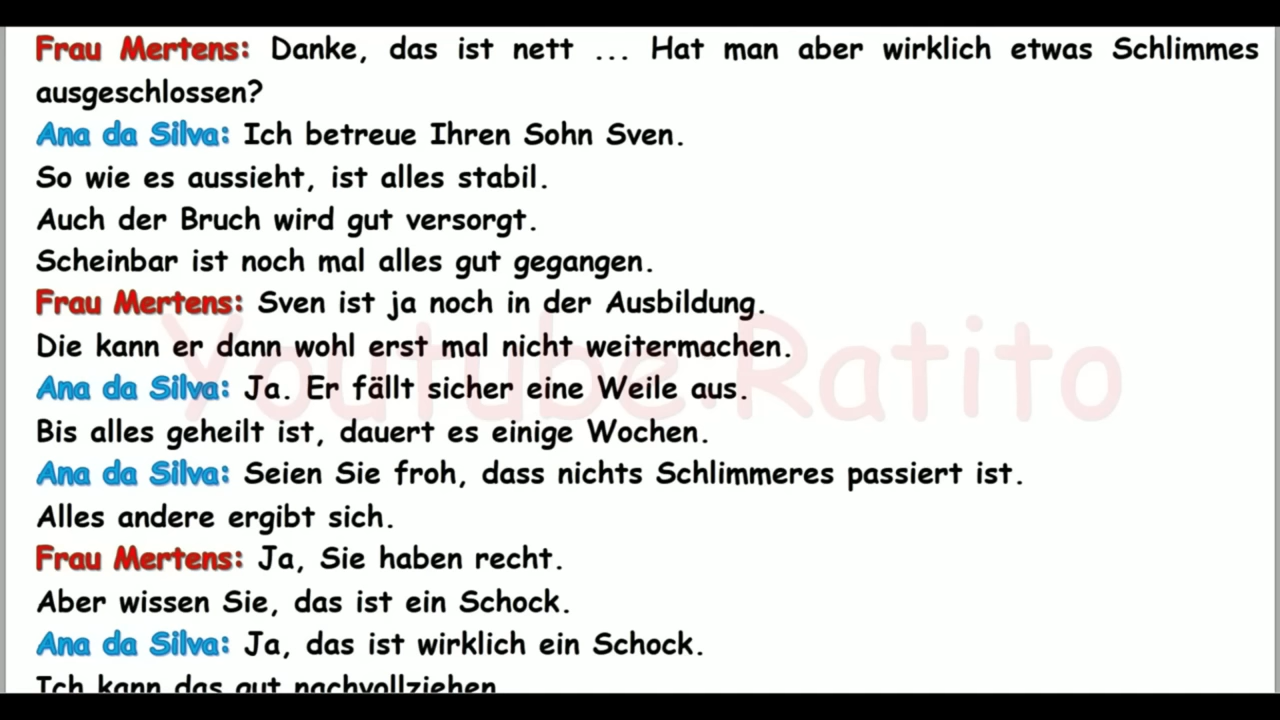 Frau Mertens: Danke, das ist nett ... Hat man aber wirklich etwas Schlimmes
ausgeschlossen?
Ana da Silva: Ich betreue Ihren Sohn Sven.
So wie es aussieht, ist alles stabil.
Auch der Bruch wird gut versorgt.
Scheinbar ist noch mal alles gut gegangen.
Frau Mertens: Sven ist ja noch in der Ausbildung.
Die kann er dann wohl erst mal nicht weitermachen.
Youtube:Ratito
Ana da Silva: Ja. Er fällt sicher eine Weile aus.
Bis alles geheilt ist, dauert es einige Wochen.
Ana da Silva: Seien Sie froh, dass nichts Schlimmeres passiert ist.
Alles andere ergibt sich.
Frau Mertens: Ja, Sie haben recht.
Aber wissen Sie, das ist ein Schock.
Ana da Silva: Ja, das ist wirklich ein Schock.
Ich kann das gut nachvollziehen